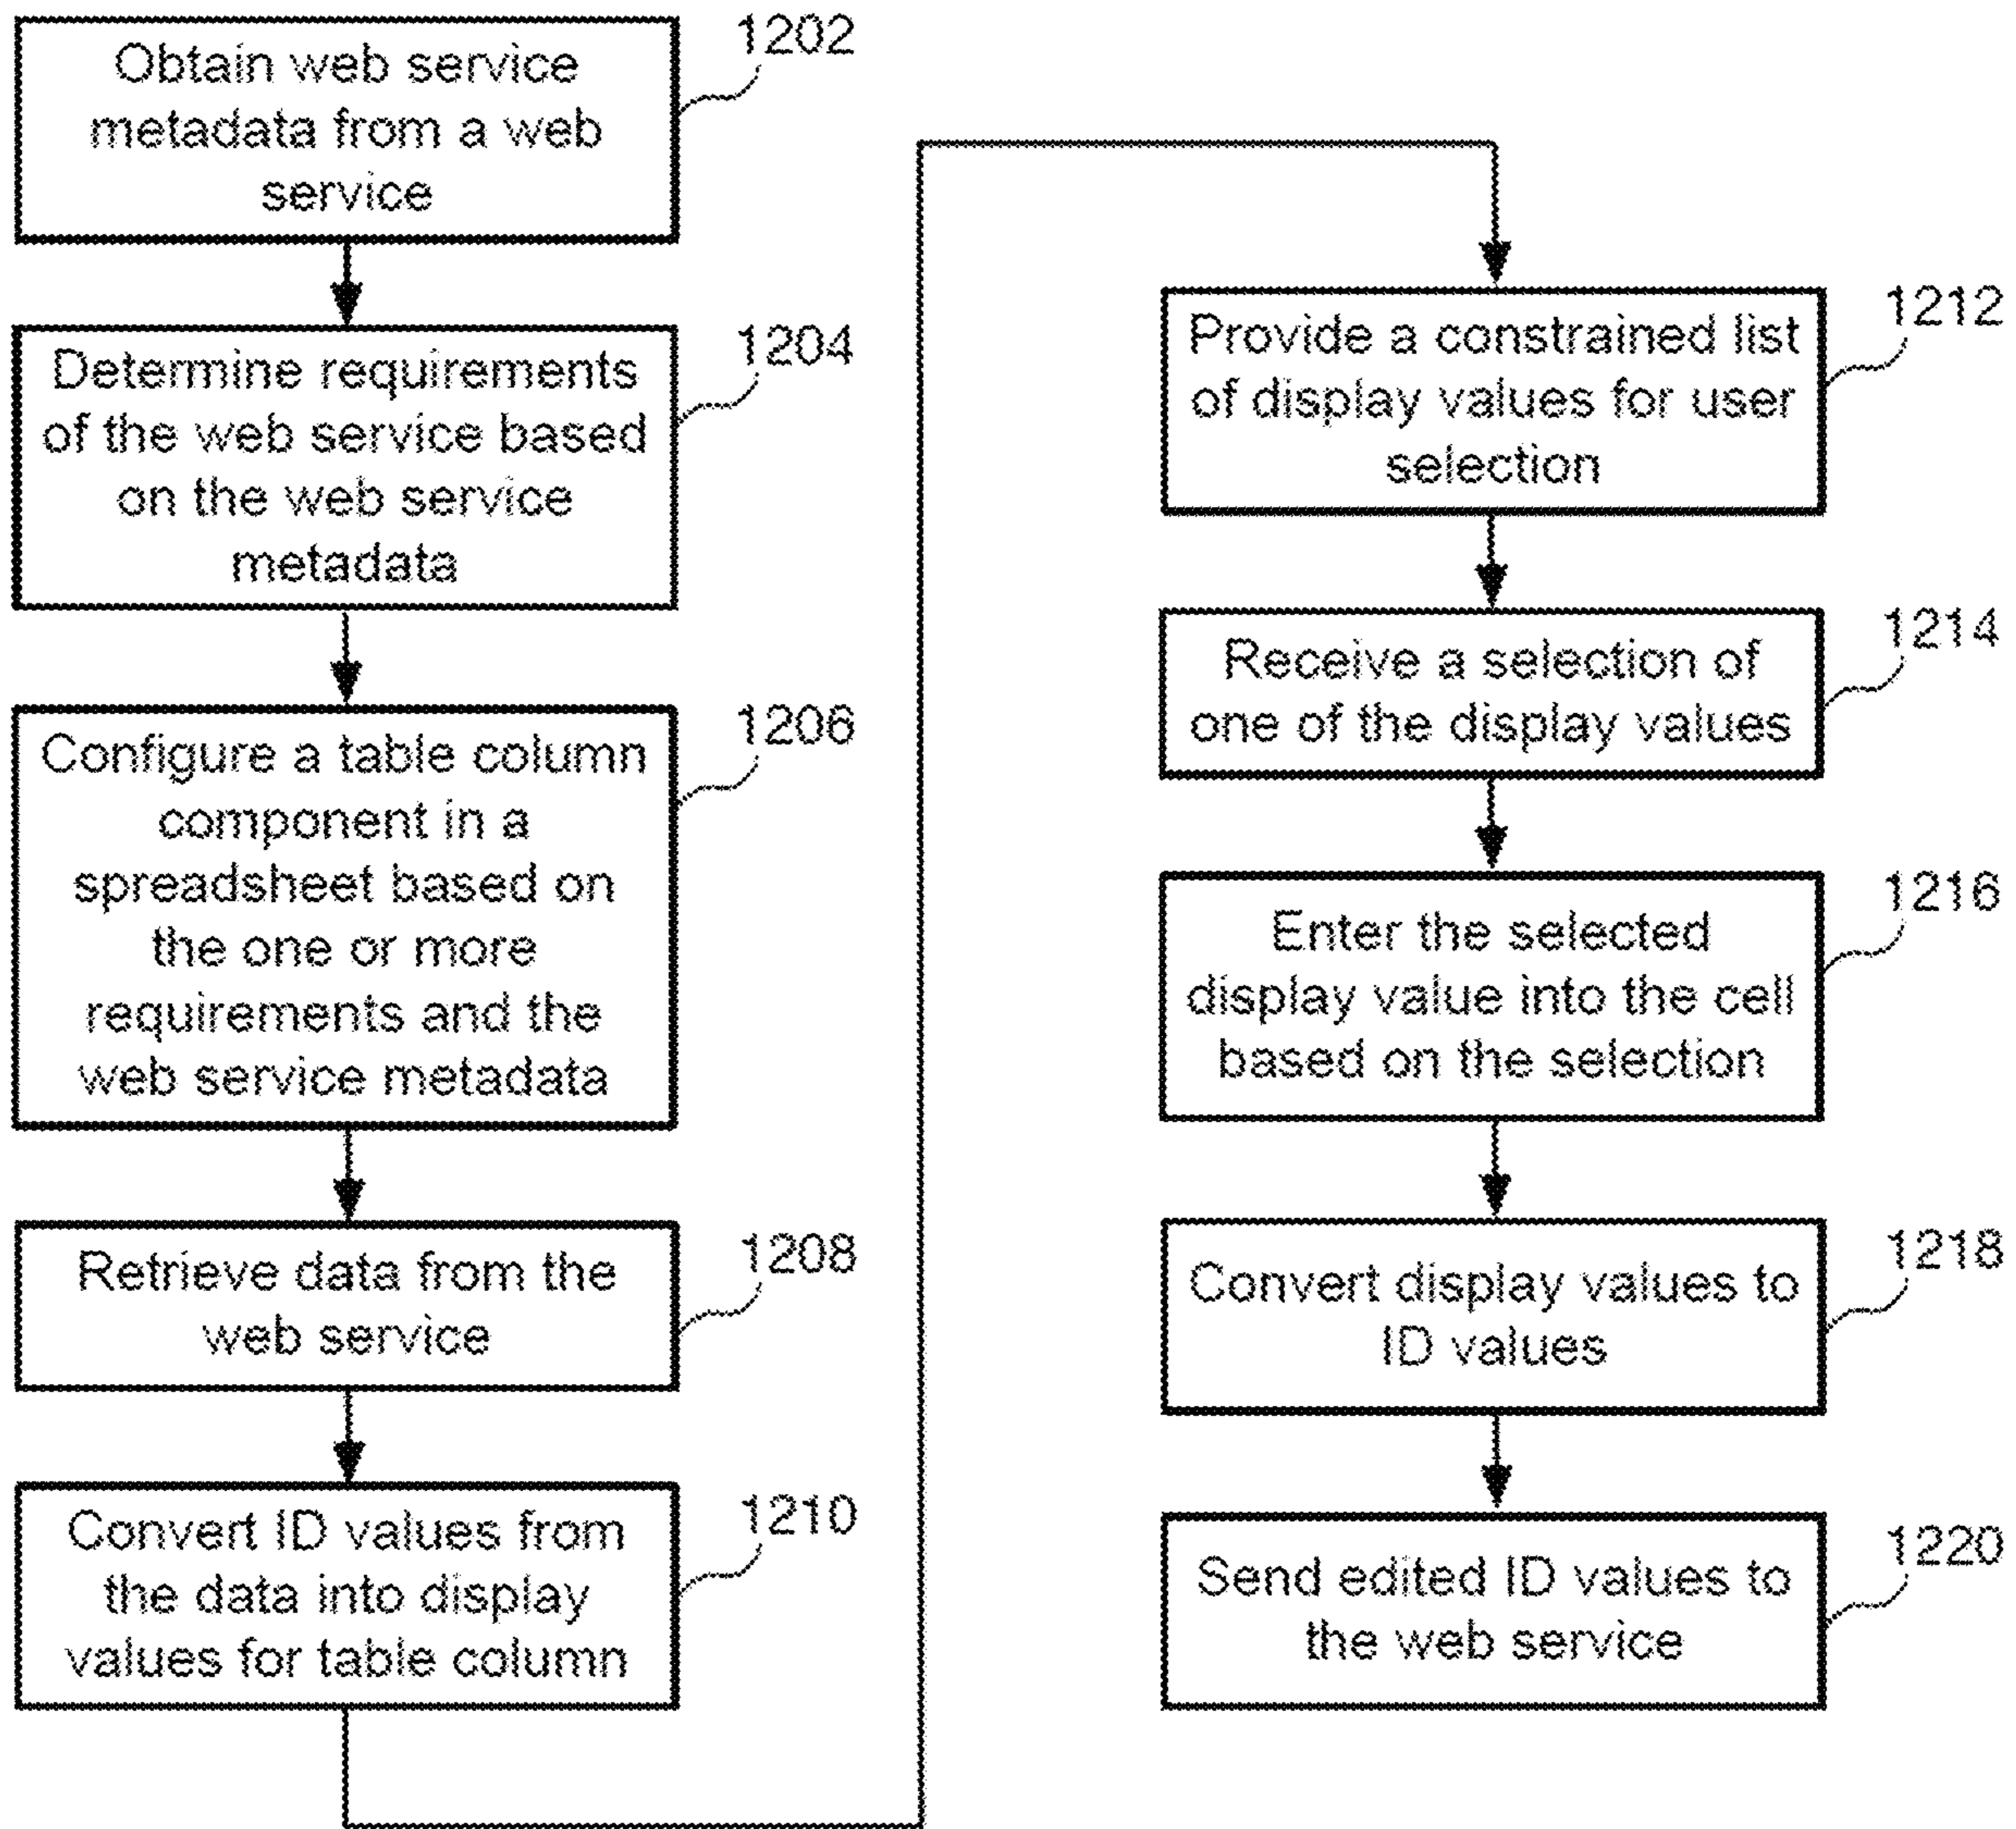 Obtain web service
metadata from a web
service
1202
Determine requirements
of the web service based
on the web service
metadata
1204
Configure a table column
component in a
spreadsheet based on
the one or more
requirements and the
web service metadata
1206
Retrieve data from the
web service
1208
Convert ID values from
the data into display
values for table column
1210
Provide a constrained list
of display values for user
selection
1212
Receive a selection of
one of the display values
1214
Enter the selected
display value into the cell
based on the selection
1216
Convert display values to
ID values
1218
Send edited ID values to
the web service
1220